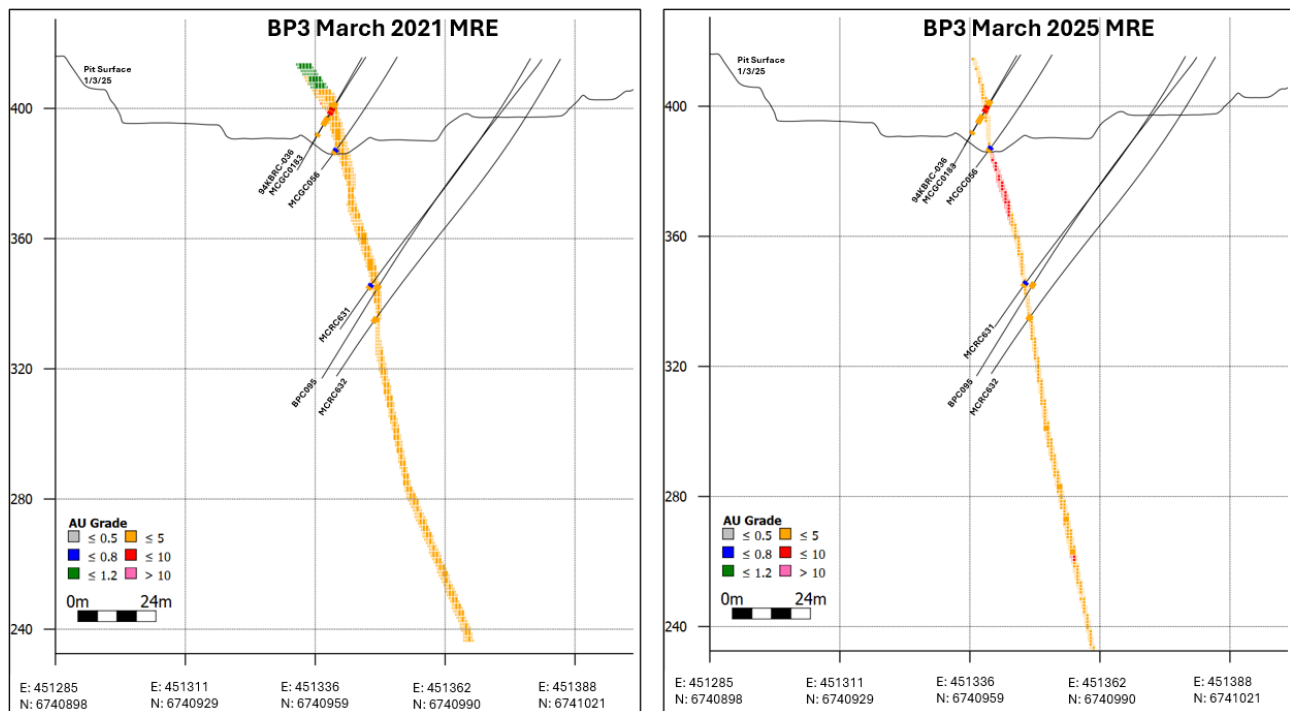 BP3 March 2021 MRE
Pit Surface
1/3/25
400
360
320
280
240
94KBRC-036
MCGC0183
MCGC056
MCRC631
BPC095
MCRC632
AU Grade
≤ 0.5 ≤ 5
≤ 0.8 ≤ 10
≤ 1.2 > 10
0m 24m
E: 451285 E: 451311 E: 451336 E: 451362 E: 451388
N: 6740898 N: 6740929 N: 6740959 N: 6740990 N: 6741021
BP3 March 2025 MRE
Pit Surface
1/3/25
400
360
320
280
240
94KBRC-036
MCGC0183
MCGC056
MCRC631
BPC095
MCRC632
AU Grade
≤ 0.5 ≤ 5
≤ 0.8 ≤ 10
≤ 1.2 > 10
0m 24m
E: 451285 E: 451311 E: 451336 E: 451362 E: 451388
N: 6740898 N: 6740929 N: 6740959 N: 6740990 N: 6741021